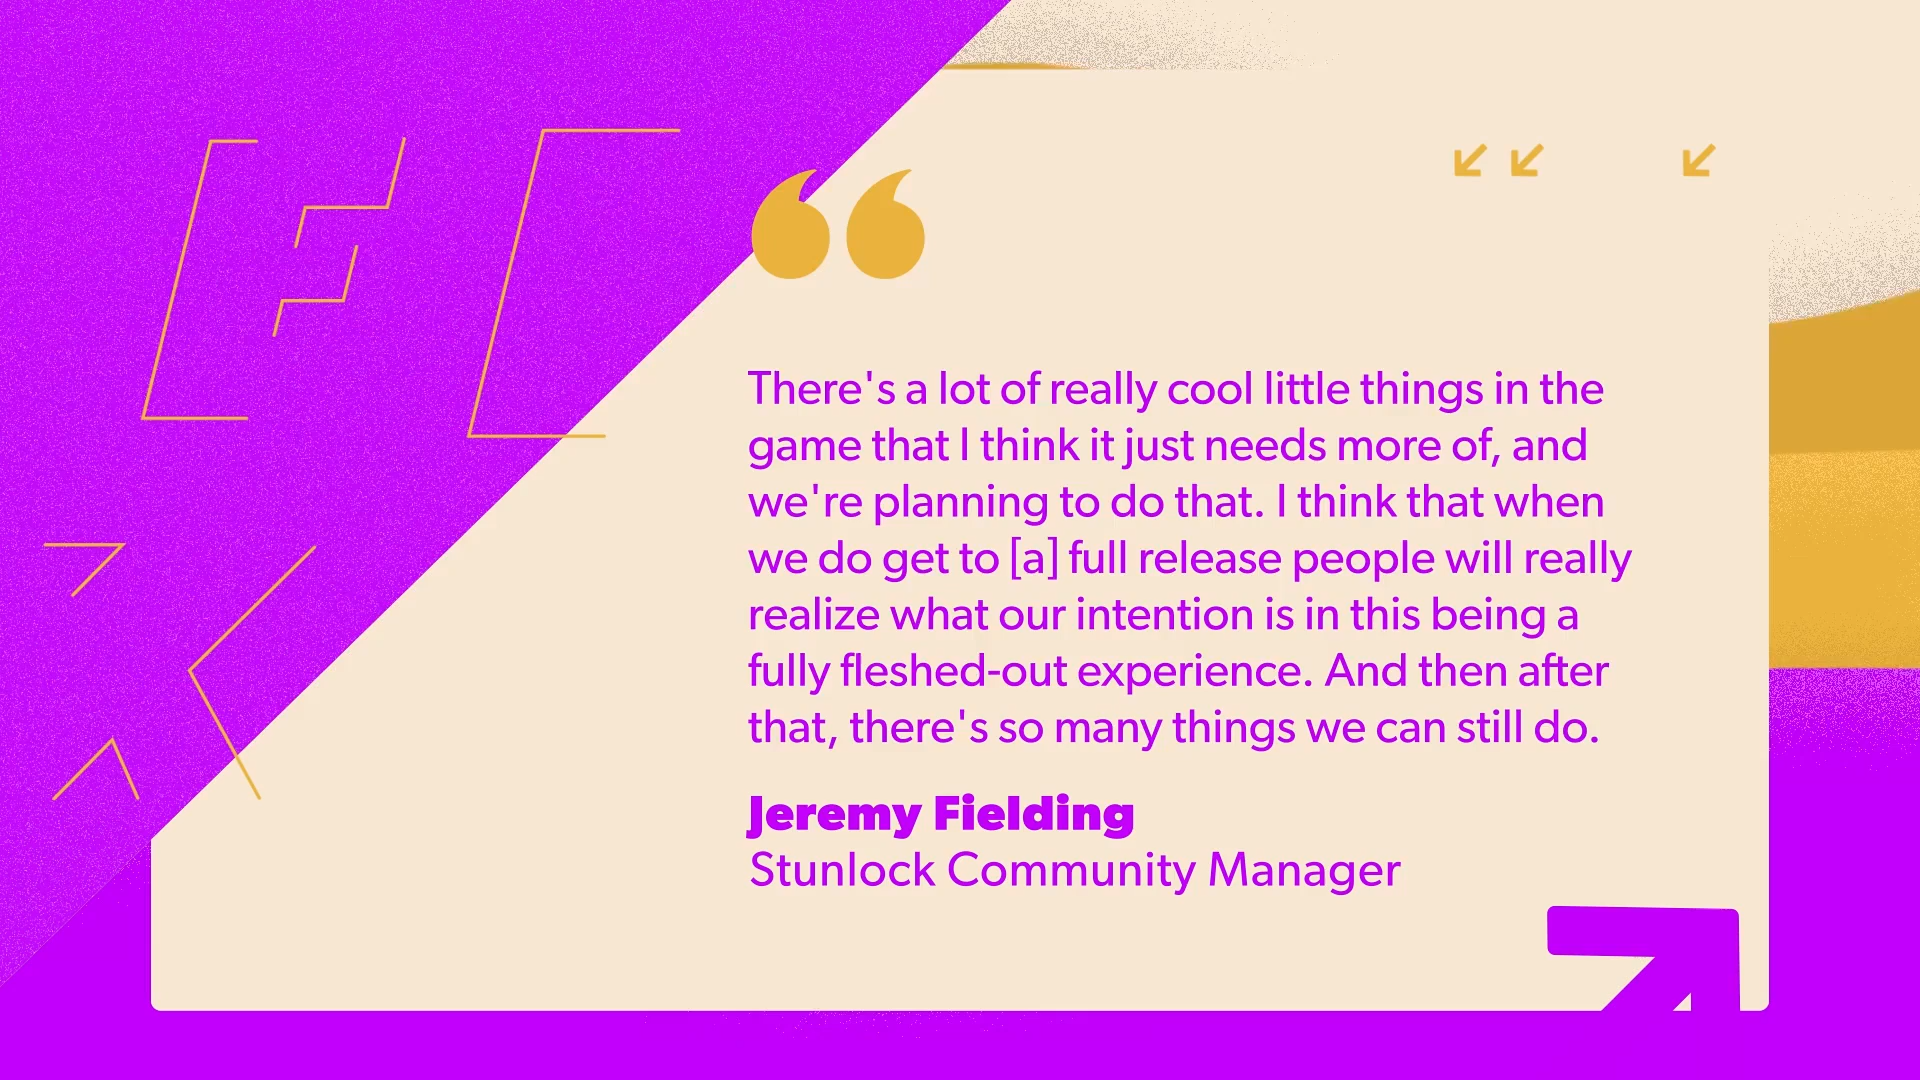 There's a lot of really cool little things in the
game that I think it just needs more of, and
we're planning to do that. I think that when
we do get to [a] full release people will really
realize what our intention is in this being a
fully fleshed-out experience. And then after
that, there's so many things we can still do.
Jeremy Fielding
Stunlock Community Manager